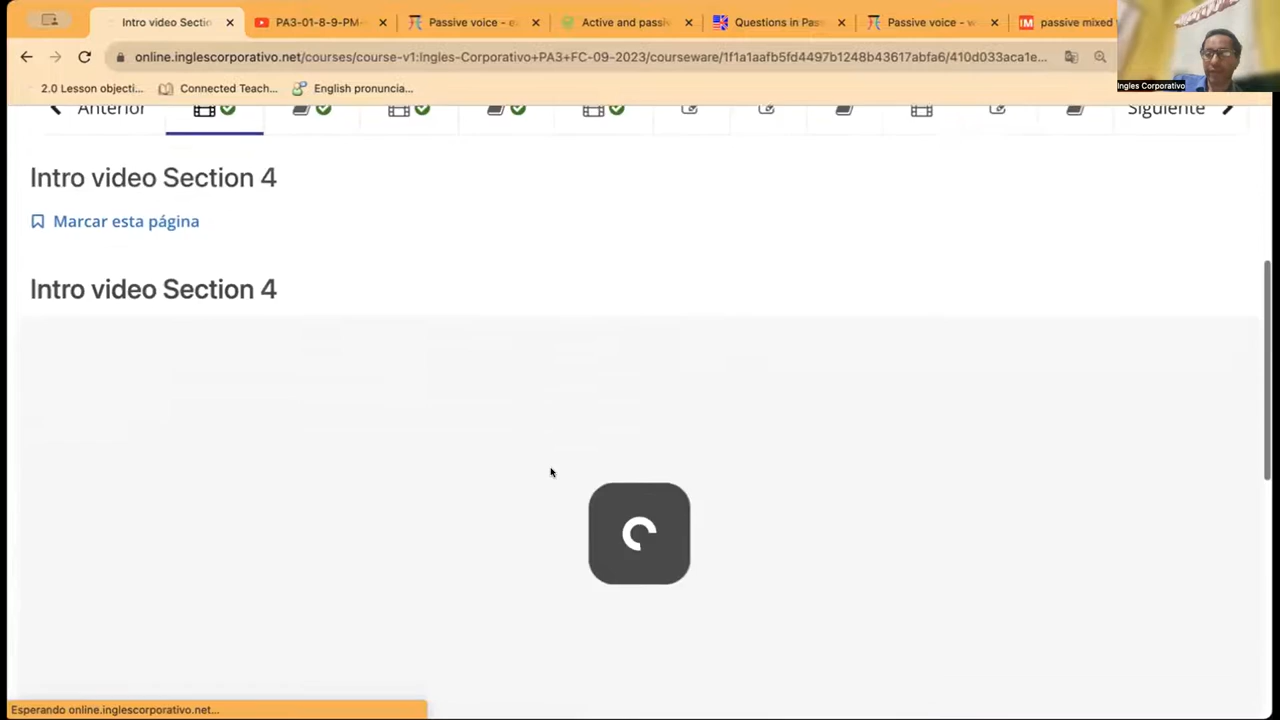 Intro video Sectio
PA3-01-8-9-PM-
Passive voice - e
Active and passiv
Questions in Pas
Passive voice - w
passive mixed
online.inglescorporativo.net/courses/course-v1:Ingles-Corporativo+PA3+FC-09-2023/courseware/1f1a1aafb5fd4497b1248b43617abfa6/410d033aca1e...
Ingles Corporativo
2.0 Lesson objecti...
Connected Teach...
English pronuncia...
Anterior
Siguiente
Intro video Section 4
Marcar esta página
Intro video Section 4
Esperando online.inglescorporativo.net...